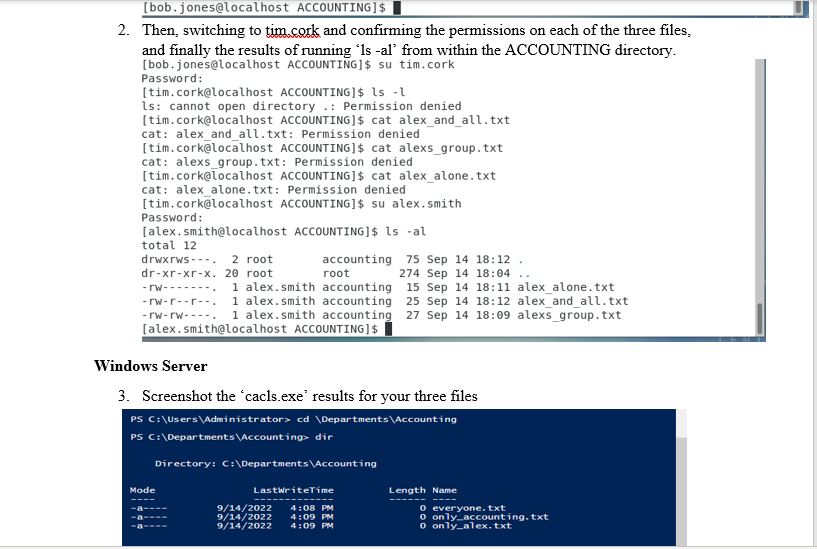 [bob.jones@localhost ACCOUNTING]$
2. Then, switching to tim.cork and confirming the permissions on each of the three files,
and finally the results of running ‘ls -al’ from within the ACCOUNTING directory.
[bob.jones@localhost ACCOUNTING]$ su tim.cork
Password:
[tim.cork@localhost ACCOUNTING]$ ls -l
ls: cannot open directory .: Permission denied
[tim.cork@localhost ACCOUNTING]$ cat alex_and_all.txt
cat: alex_and_all.txt: Permission denied
[tim.cork@localhost ACCOUNTING]$ cat alexs_group.txt
cat: alexs_group.txt: Permission denied
[tim.cork@localhost ACCOUNTING]$ cat alex_alone.txt
cat: alex_alone.txt: Permission denied
[tim.cork@localhost ACCOUNTING]$ su alex.smith
Password:
[alex.smith@localhost ACCOUNTING]$ ls -al
total 12
drwxrws---. 2 root accounting 75 Sep 14 18:12 .
dr-xr-xr-x. 20 root root 274 Sep 14 18:04 ..
-rw-------. 1 alex.smith accounting 15 Sep 14 18:11 alex_alone.txt
-rw-r--r--. 1 alex.smith accounting 25 Sep 14 18:12 alex_and_all.txt
-rw-rw----. 1 alex.smith accounting 27 Sep 14 18:09 alexs_group.txt
[alex.smith@localhost ACCOUNTING]$
Windows Server
3. Screenshot the ‘cacls.exe’ results for your three files
PS C:\Users\Administrator> cd \Departments\Accounting
PS C:\Departments\Accounting> dir
Directory: C:\Departments\Accounting
Mode LastWriteTime Length Name
---- ------------- ------ ----
-a---- 9/14/2022 4:08 PM 0 everyone.txt
-a---- 9/14/2022 4:09 PM 0 only_accounting.txt
-a---- 9/14/2022 4:09 PM 0 only_alex.txt